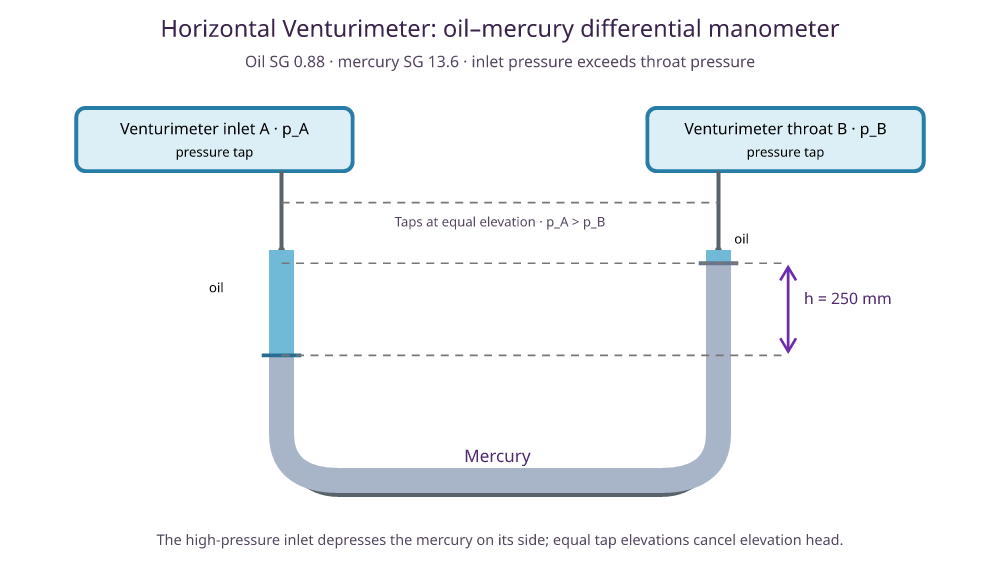 Horizontal Venturimeter: oil–mercury differential manometer
Oil SG 0.88 · mercury SG 13.6 · inlet pressure exceeds throat pressure
Venturimeter inlet A · p_A
pressure tap
Venturimeter throat B · p_B
pressure tap
Taps at equal elevation · p_A > p_B
oil
oil
h = 250 mm
Mercury
The high-pressure inlet depresses the mercury on its side; equal tap elevations cancel elevation head.